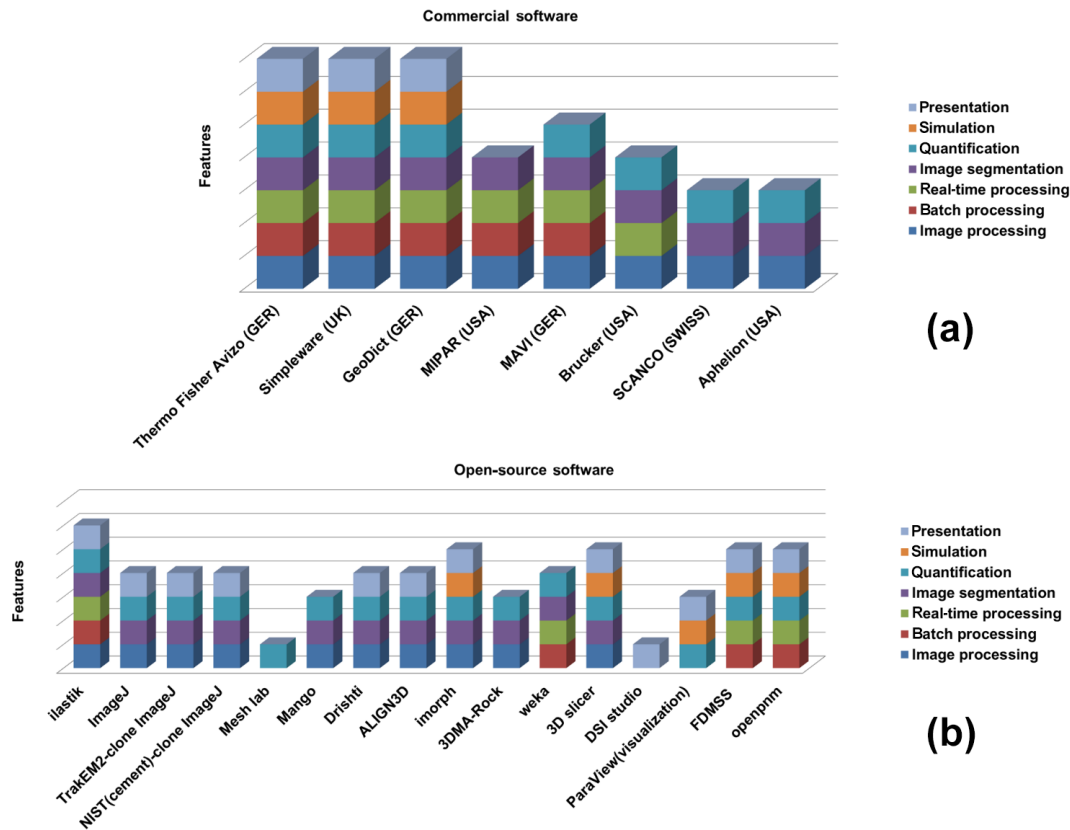 Commercial software
Features
Presentation
Simulation
Quantification
Image segmentation
Real-time processing
Batch processing
Image processing
Thermo Fisher Avizo (GER)
Simpleware (UK)
GeoDict (GER)
MIPAR (USA)
MAVI (GER)
Brucker (USA)
SCANCO (SWISS)
Aphelion (USA)
(a)
Open-source software
Features
Presentation
Simulation
Quantification
Image segmentation
Real-time processing
Batch processing
Image processing
ilastik
ImageJ
TrakEM2-clone ImageJ
NIST(cement)-clone ImageJ
Mesh lab
Mango
Drishti
ALIGN3D
imorph
3DMA-Rock
weka
3D slicer
DSI studio
ParaView(visualization)
FDMSS
openpnm
(b)